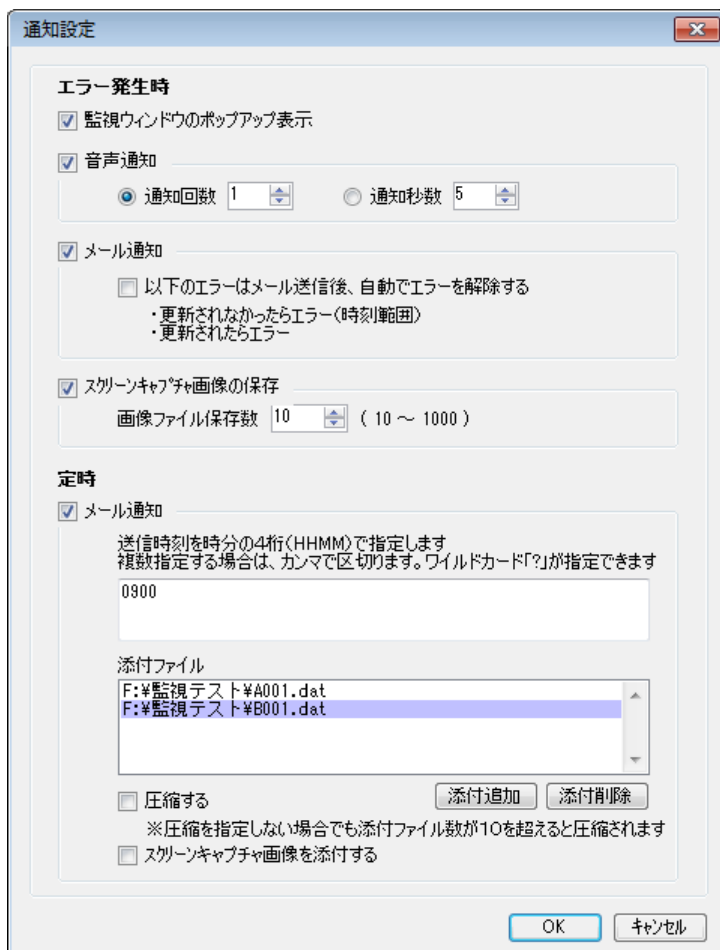 通知設定
エラー発生時
監視ウィンドウのポップアップ表示
音声通知
通知回数 1 通知秒数 5
メール通知
以下のエラーはメール送信後、自動でエラーを解除する
・更新されなかったらエラー(時刻範囲)
・更新されたらエラー
スクリーンキャプチャ画像の保存
画像ファイル保存数 10 ( 10 ～ 1000 )
定時
メール通知
送信時刻を時分の4桁(HHMM)で指定します
複数指定する場合は、カンマで区切ります。ワイルドカード「?」が指定できます
0900
添付ファイル
F:¥監視テスト¥A001.dat
F:¥監視テスト¥B001.dat
圧縮する 添付追加 添付削除
※圧縮を指定しない場合でも添付ファイル数が10を超えると圧縮されます
スクリーンキャプチャ画像を添付する
OK キャンセル